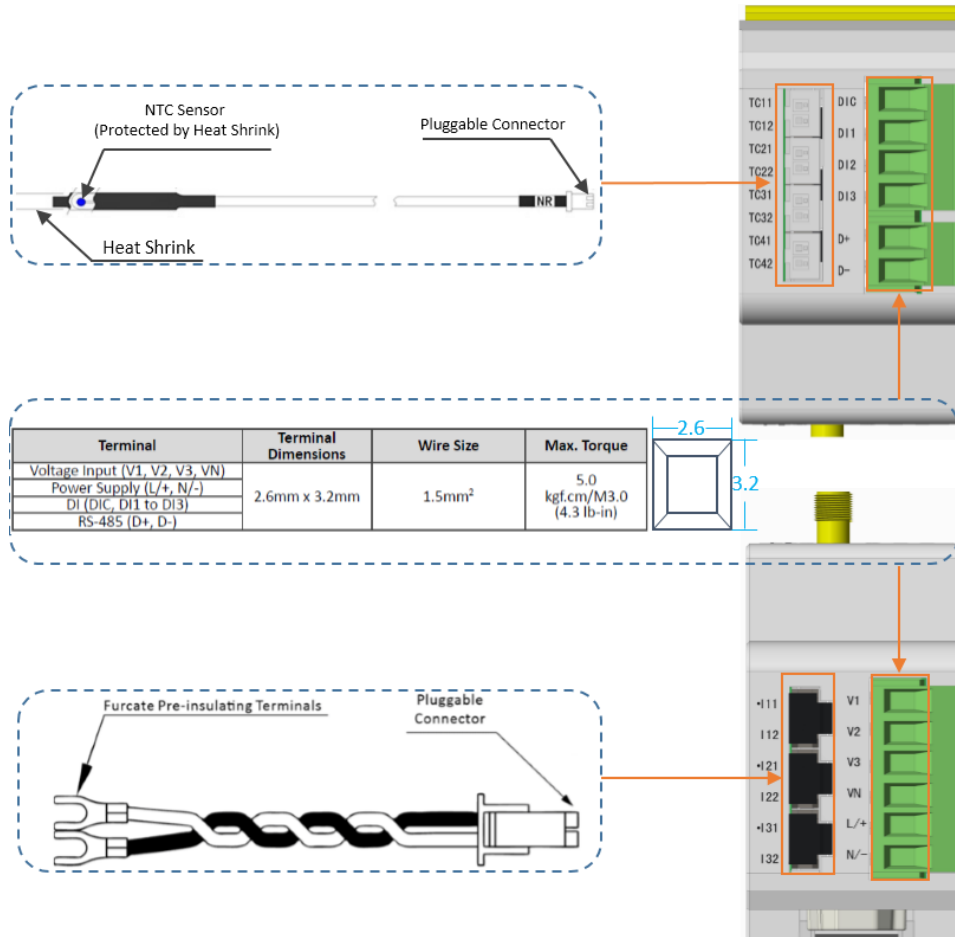 NTC Sensor
(Protected by Heat Shrink)
Pluggable Connector
NR
Heat Shrink
TC11
TC12
TC21
TC22
TC31
TC32
TC41
TC42
DIC
DI1
DI2
DI3
D+
D-
Terminal
Terminal
Dimensions
Wire Size
Max. Torque
Voltage Input (V1, V2, V3, VN)
Power Supply (L/+, N/-)
DI (DIC, DI1 to DI3)
RS-485 (D+, D-)
2.6mm x 3.2mm
1.5mm²
5.0
kgf.cm/M3.0
(4.3 lb-in)
2.6
3.2
Furcate Pre-insulating Terminals
Pluggable
Connector
•I11
I12
•I21
I22
•I31
I32
V1
V2
V3
VN
L/+
N/-